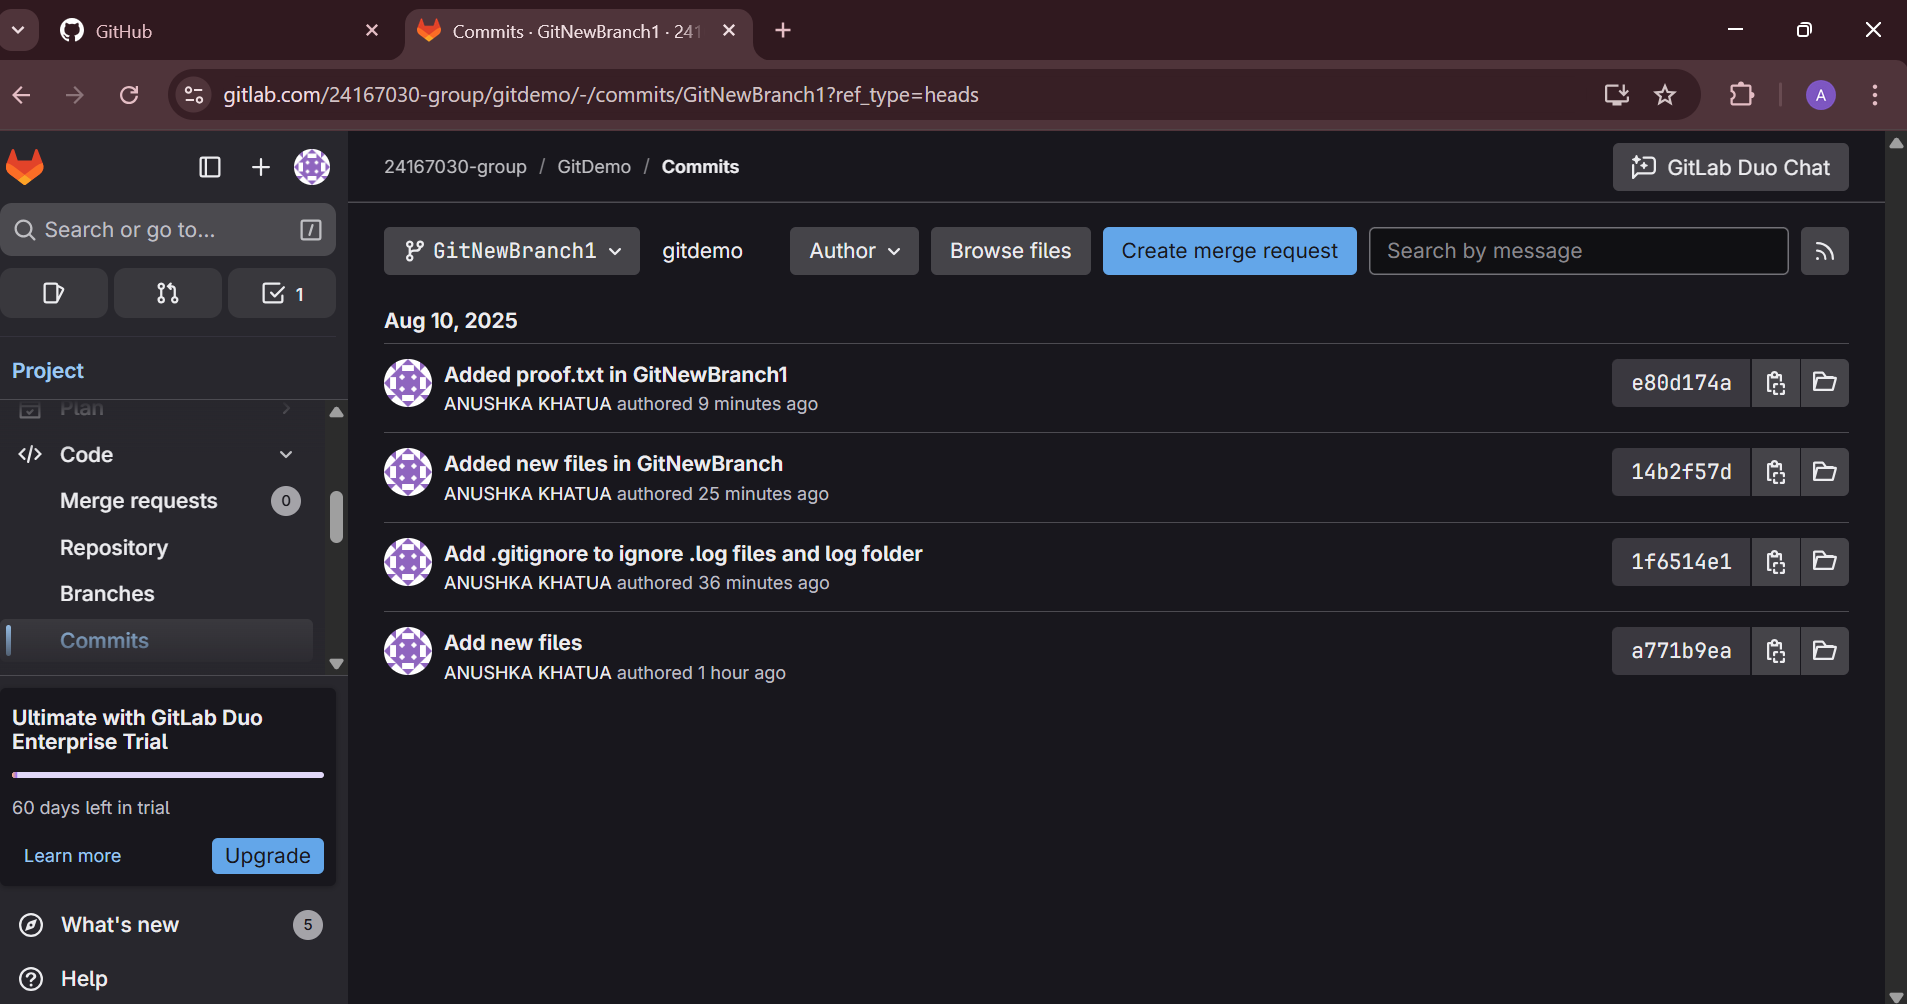 GitHub
Commits · GitNewBranch1 · 241
gitlab.com/24167030-group/gitdemo/-/commits/GitNewBranch1?ref_type=heads
A
24167030-group / GitDemo / Commits
GitLab Duo Chat
Search or go to...
/
1
GitNewBranch1
gitdemo
Author
Browse files
Create merge request
Search by message
Project
Plan
Code
Merge requests
0
Repository
Branches
Commits
Aug 10, 2025
Added proof.txt in GitNewBranch1
ANUSHKA KHATUA authored 9 minutes ago
e80d174a
Added new files in GitNewBranch
ANUSHKA KHATUA authored 25 minutes ago
14b2f57d
Add .gitignore to ignore .log files and log folder
ANUSHKA KHATUA authored 36 minutes ago
1f6514e1
Add new files
ANUSHKA KHATUA authored 1 hour ago
a771b9ea
Ultimate with GitLab Duo
Enterprise Trial
60 days left in trial
Learn more
Upgrade
What's new
5
Help